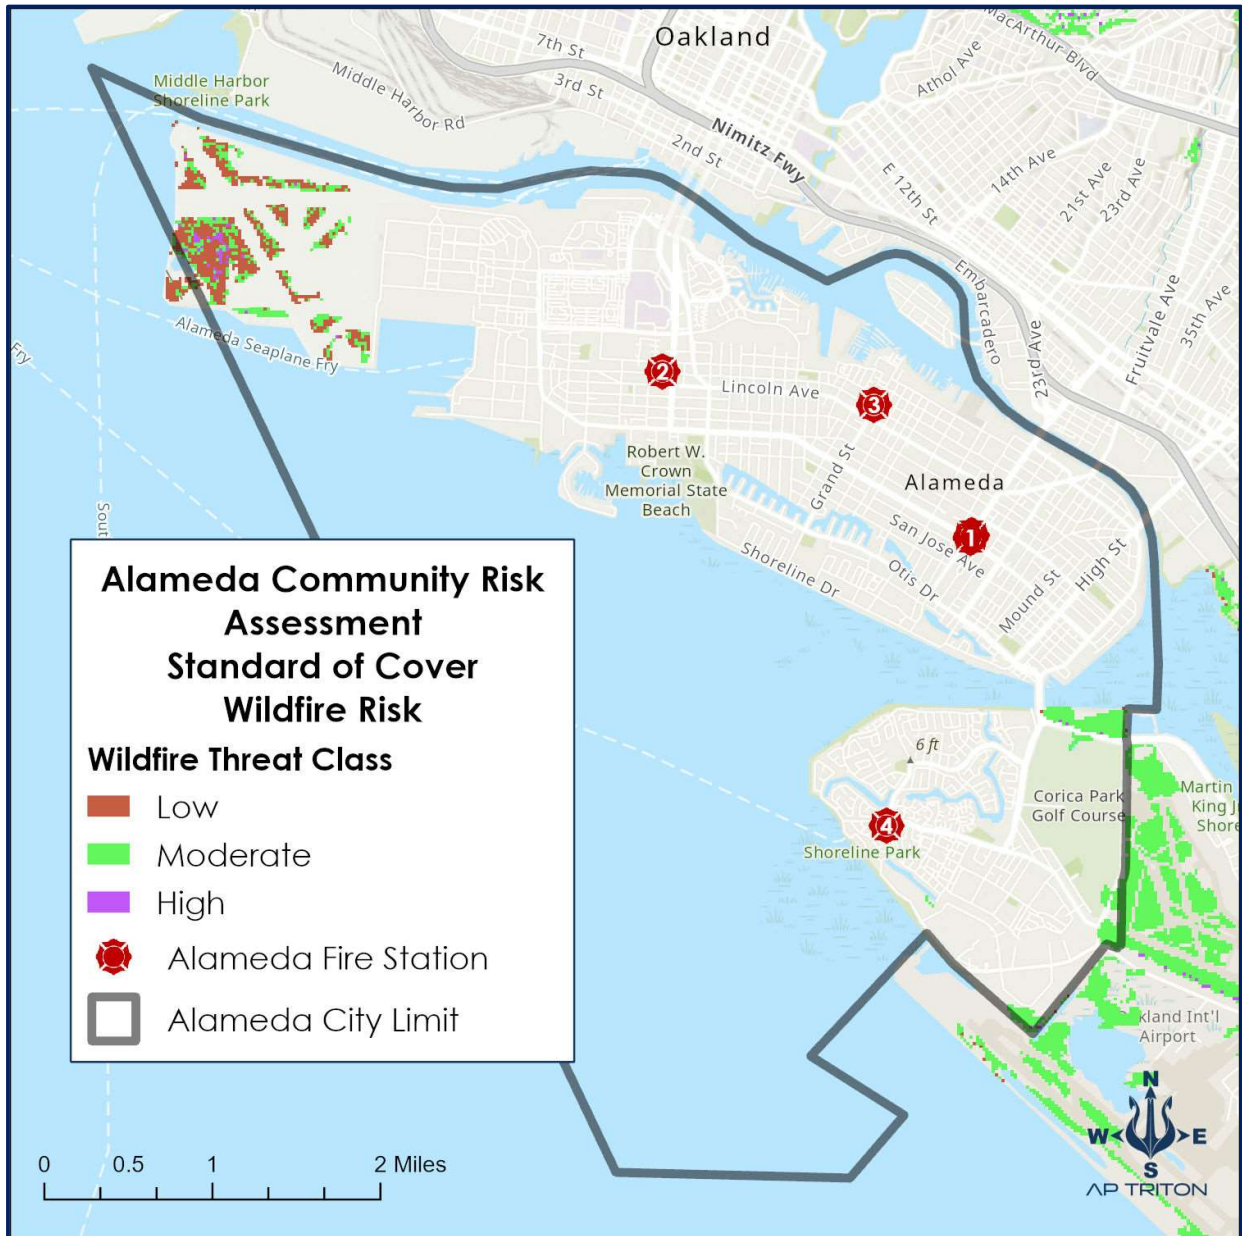 Oakland
MacArthur Blvd
7th St
Athol Ave
Middle Harbor
Shoreline Park
Middle Harbor Rd
3rd St
Nimitz Fwy
2nd St
E 12th St
14th Ave
21st Ave
23rd Ave
Embarcadero
23rd Ave
Fruitvale Ave
35th Ave
Alameda Seaplane Fry
Fry
2
Lincoln Ave
3
Robert W.
Crown
Memorial State
Beach
Grand St
Alameda
San Jose Ave
1
Shoreline Dr
Otis Dr
Mound St
High St
Sout
Alameda Community Risk
Assessment
Standard of Cover
Wildfire Risk
Wildfire Threat Class
Low
Moderate
High
Alameda Fire Station
Alameda City Limit
6 ft
Corica Park
Golf Course
Martin
King J
Shore
4
Shoreline Park
kland Int'l
Airport
N
W E
S
AP TRITON
0 0.5 1 2 Miles